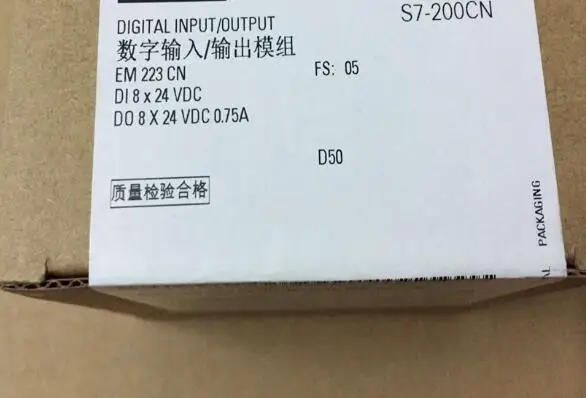 DIGITAL INPUT/OUTPUT
S7-200CN
数字输入/输出模组
EM 223 CN
FS: 05
DI 8 x 24 VDC
DO 8 X 24 VDC 0.75A
D50
质量检验合格
PACKAGING